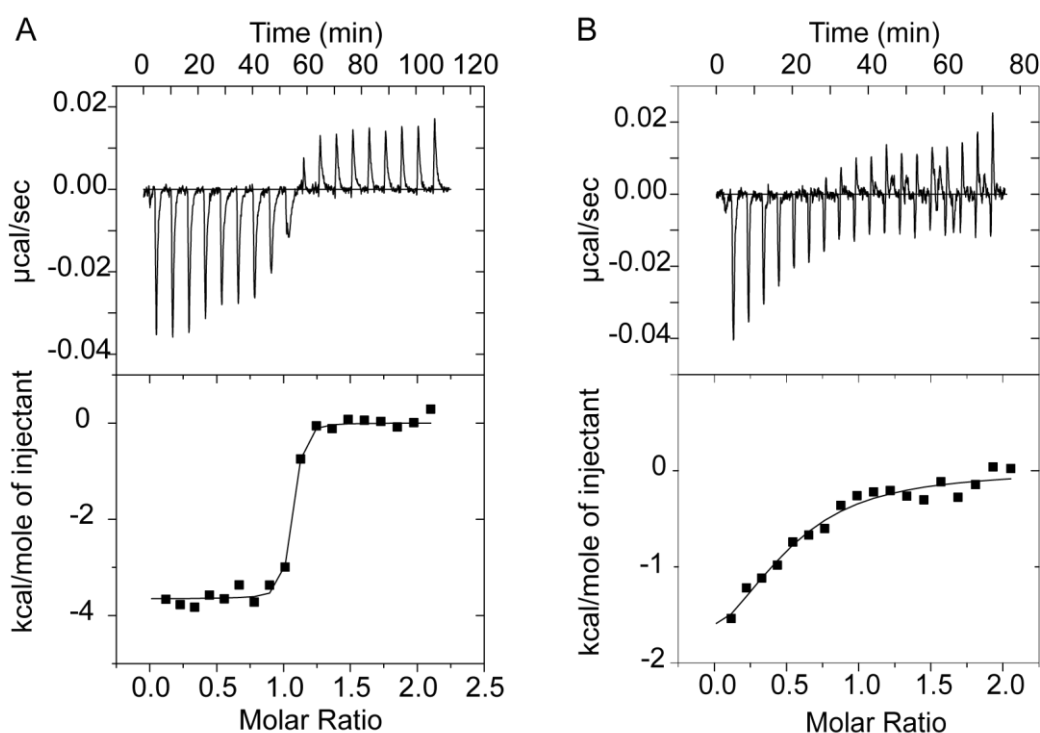 A
Time (min)
0 20 40 60 80 100 120
0.02
0.00
-0.02
-0.04
µcal/sec
0
-2
-4
kcal/mole of injectant
0.0 0.5 1.0 1.5 2.0 2.5
Molar Ratio
B
Time (min)
0 20 40 60 80
0.02
0.00
-0.02
-0.04
µcal/sec
0
-1
-2
kcal/mole of injectant
0.0 0.5 1.0 1.5 2.0
Molar Ratio